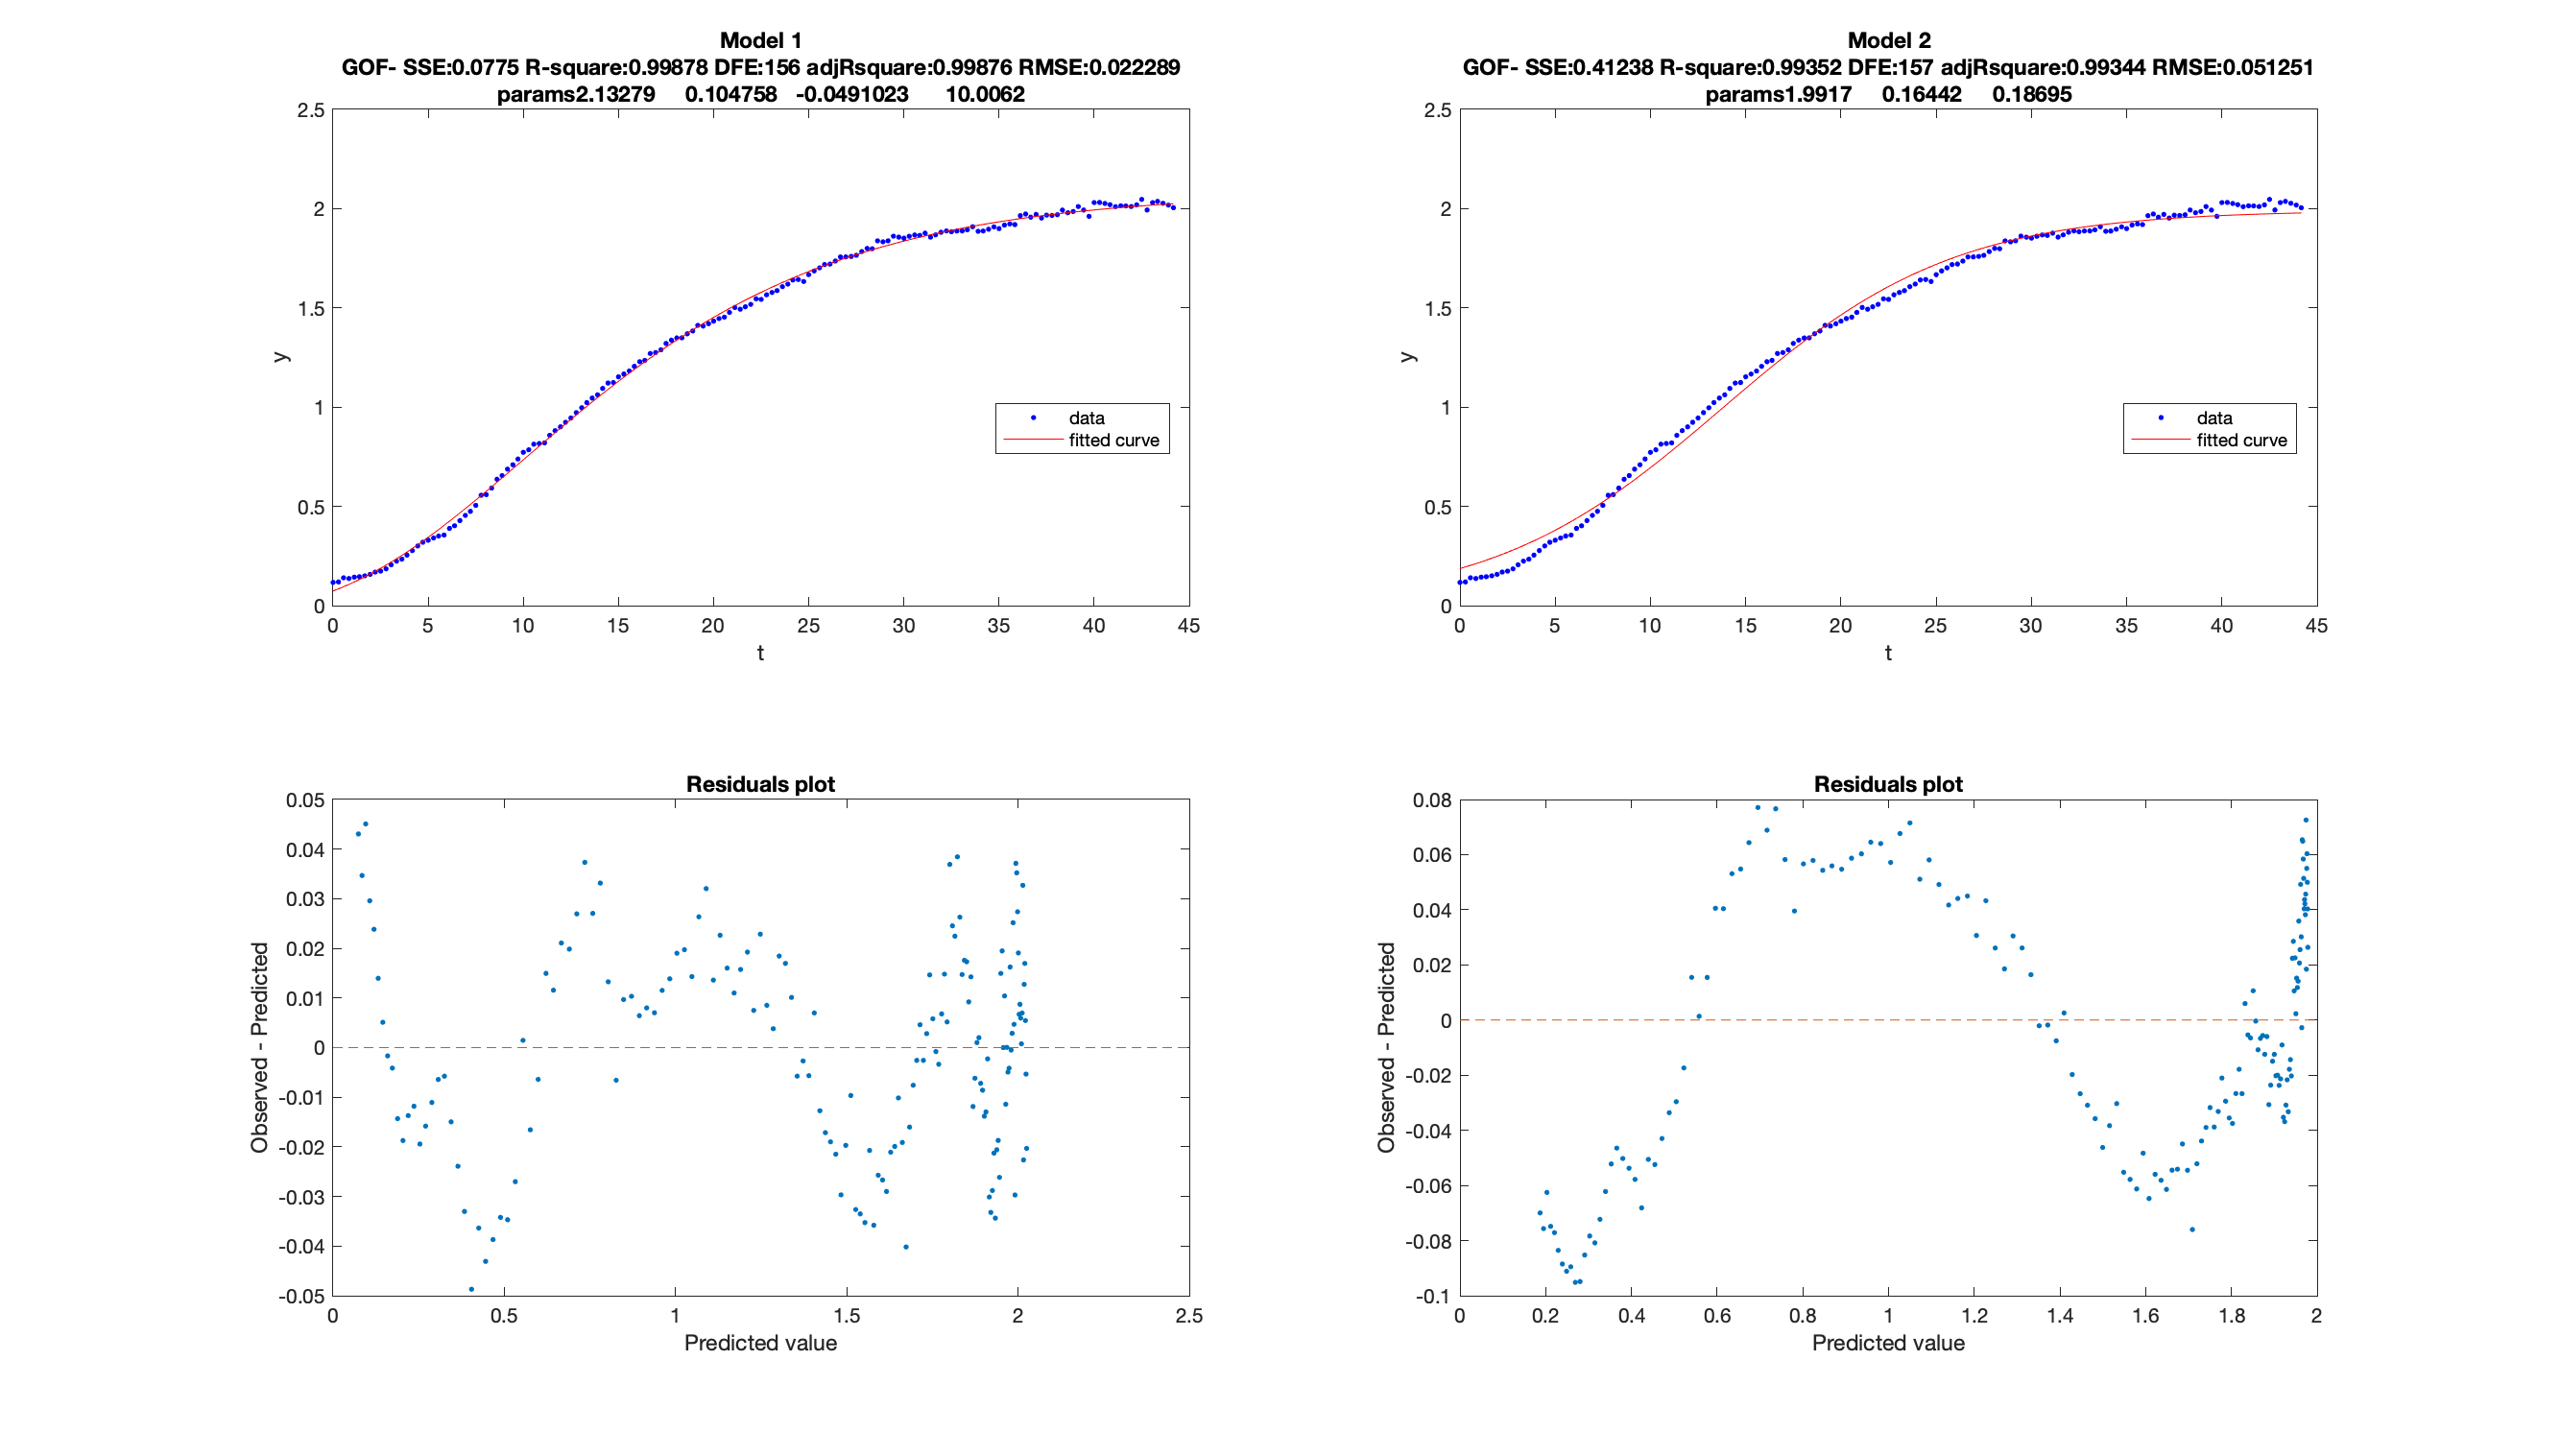 Model 1
GOF- SSE:0.0775 R-square:0.99878 DFE:156 adjRsquare:0.99876 RMSE:0.022289
params2.13279 0.104758 -0.0491023 10.0062
2.5
2
1.5
1
0.5
0
y
0 5 10 15 20 25 30 35 40 45
t
data
fitted curve
Model 2
GOF- SSE:0.41238 R-square:0.99352 DFE:157 adjRsquare:0.99344 RMSE:0.051251
params1.9917 0.16442 0.18695
2.5
2
1.5
1
0.5
0
y
0 5 10 15 20 25 30 35 40 45
t
data
fitted curve
Residuals plot
0.05
0.04
0.03
0.02
0.01
0
-0.01
-0.02
-0.03
-0.04
-0.05
Observed - Predicted
0 0.5 1 1.5 2 2.5
Predicted value
Residuals plot
0.08
0.06
0.04
0.02
0
-0.02
-0.04
-0.06
-0.08
-0.1
Observed - Predicted
0 0.2 0.4 0.6 0.8 1 1.2 1.4 1.6 1.8 2
Predicted value